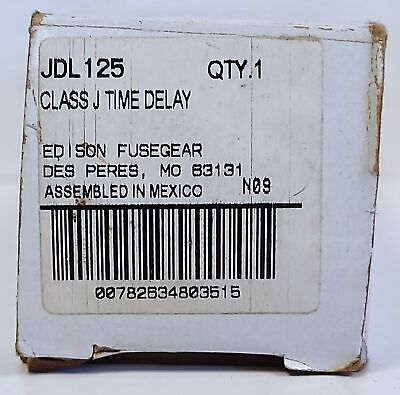 JDL125 QTY.1
CLASS J TIME DELAY
EDISON FUSEGEAR
DES PERES, MO 63131
ASSEMBLED IN MEXICO N09
00782634803515